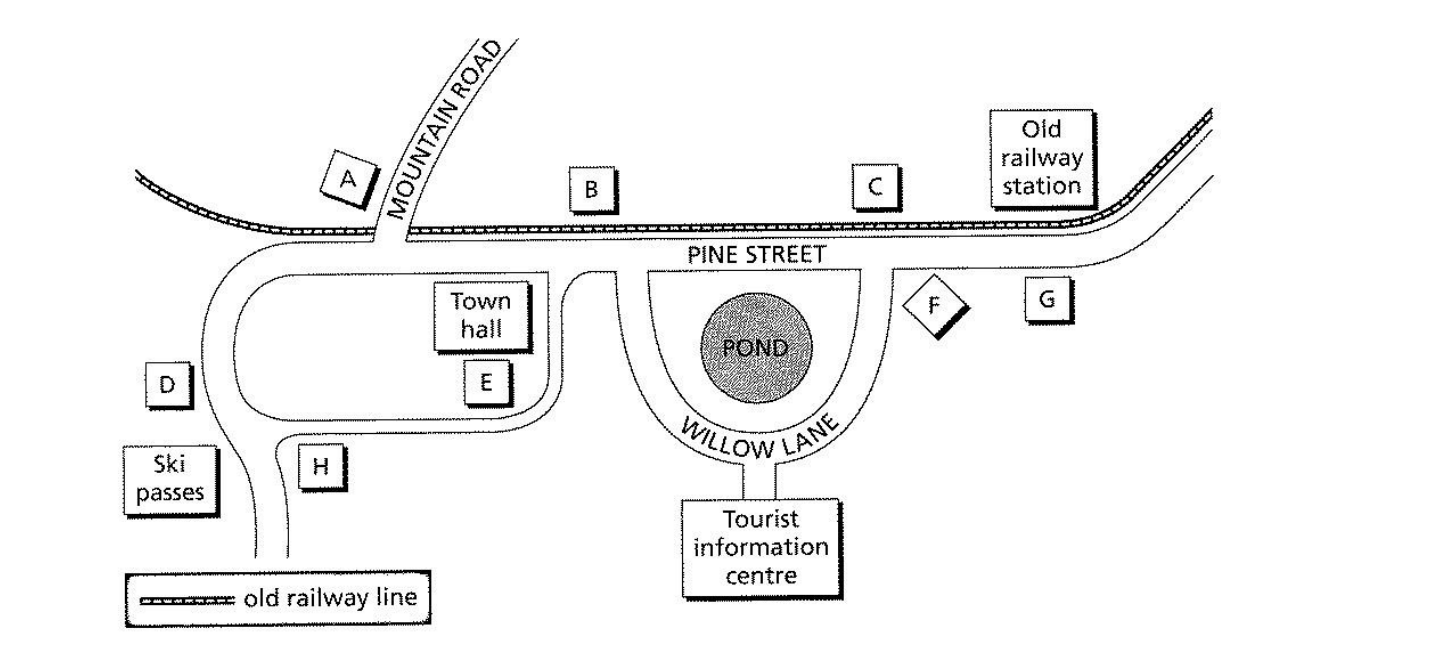 MOUNTAIN ROAD
Old
railway
station
A
B
C
PINE STREET
Town
hall
F
G
POND
D
E
WILLOW LANE
Ski
passes
H
Tourist
information
centre
old railway line